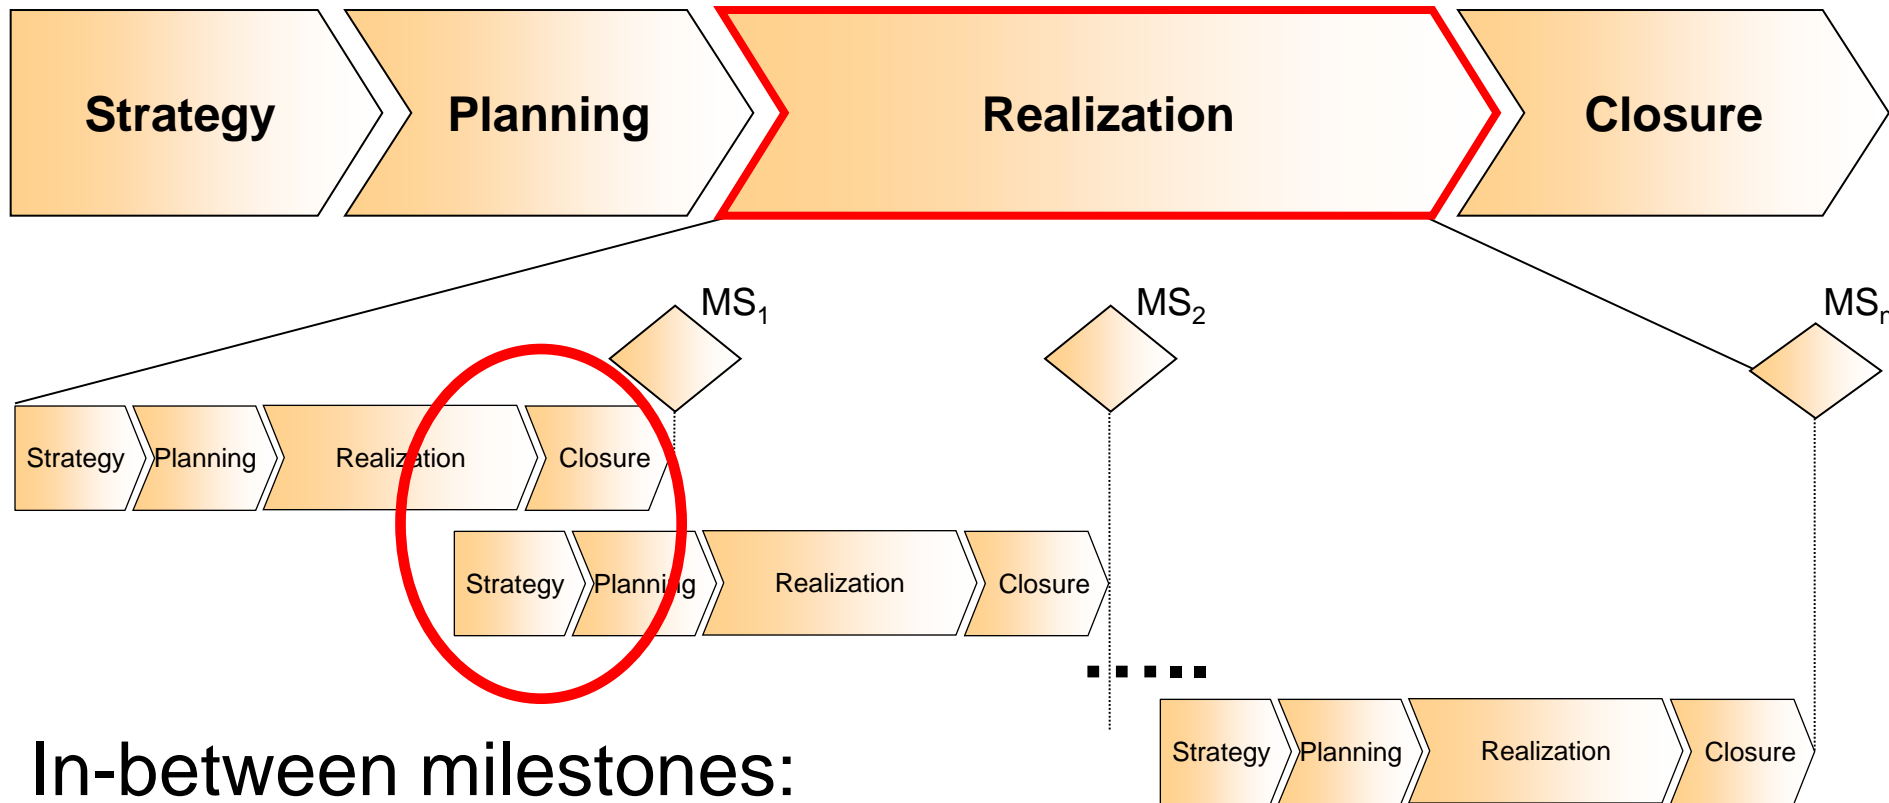 Strategy Planning Realization Closure
MS1 MS2 MSn
Strategy Planning Realization Closure
Strategy Planning Realization Closure
Strategy Planning Realization Closure
In-between milestones: